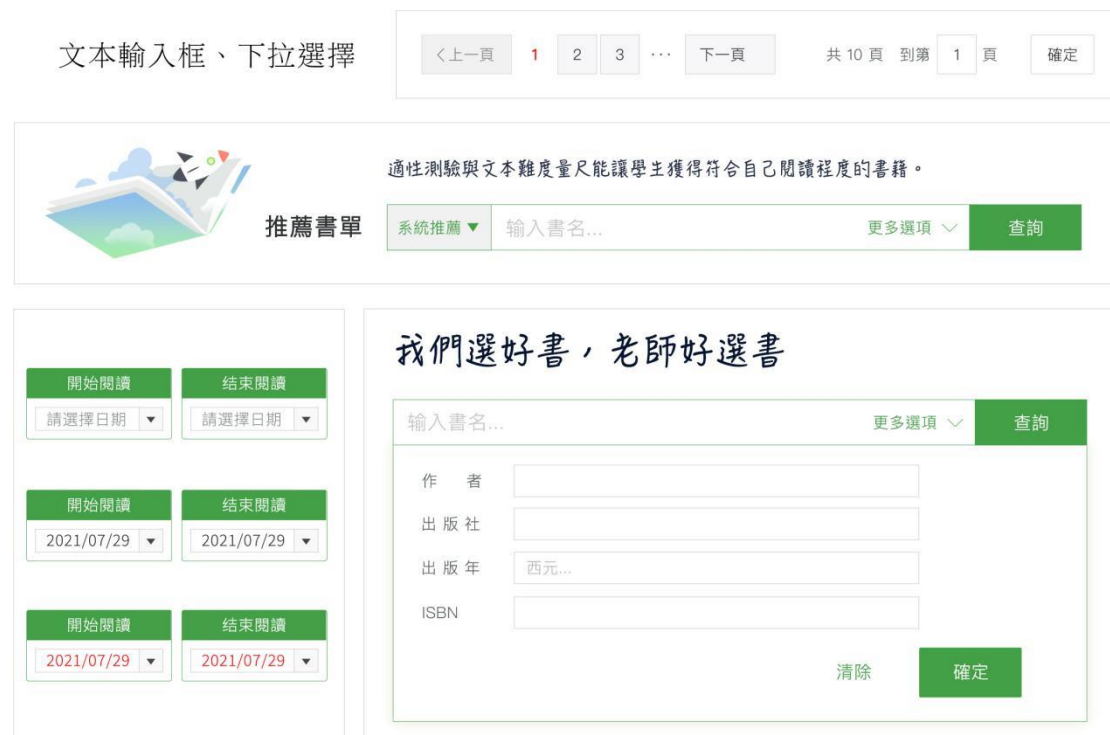 文本輸入框、下拉選擇
く上一頁 1 2 3 ··· 下一頁 共 10 頁 到第 1 頁 確定
適性測驗與文本難度量尺能讓學生獲得符合自己閱讀程度的書籍。
推薦書單 系統推薦 ▼ 输入書名... 更多選項 查詢
開始閱讀 结束閱讀
請選擇日期 ▼ 請選擇日期 ▼
開始閱讀 结束閱讀
2021/07/29 ▼ 2021/07/29 ▼
開始閱讀 结束閱讀
2021/07/29 ▼ 2021/07/29 ▼
我們選好書，老師好選書
输入書名... 更多選項 查詢
作 者
出 版 社
出 版 年 西元...
ISBN
清除 確定